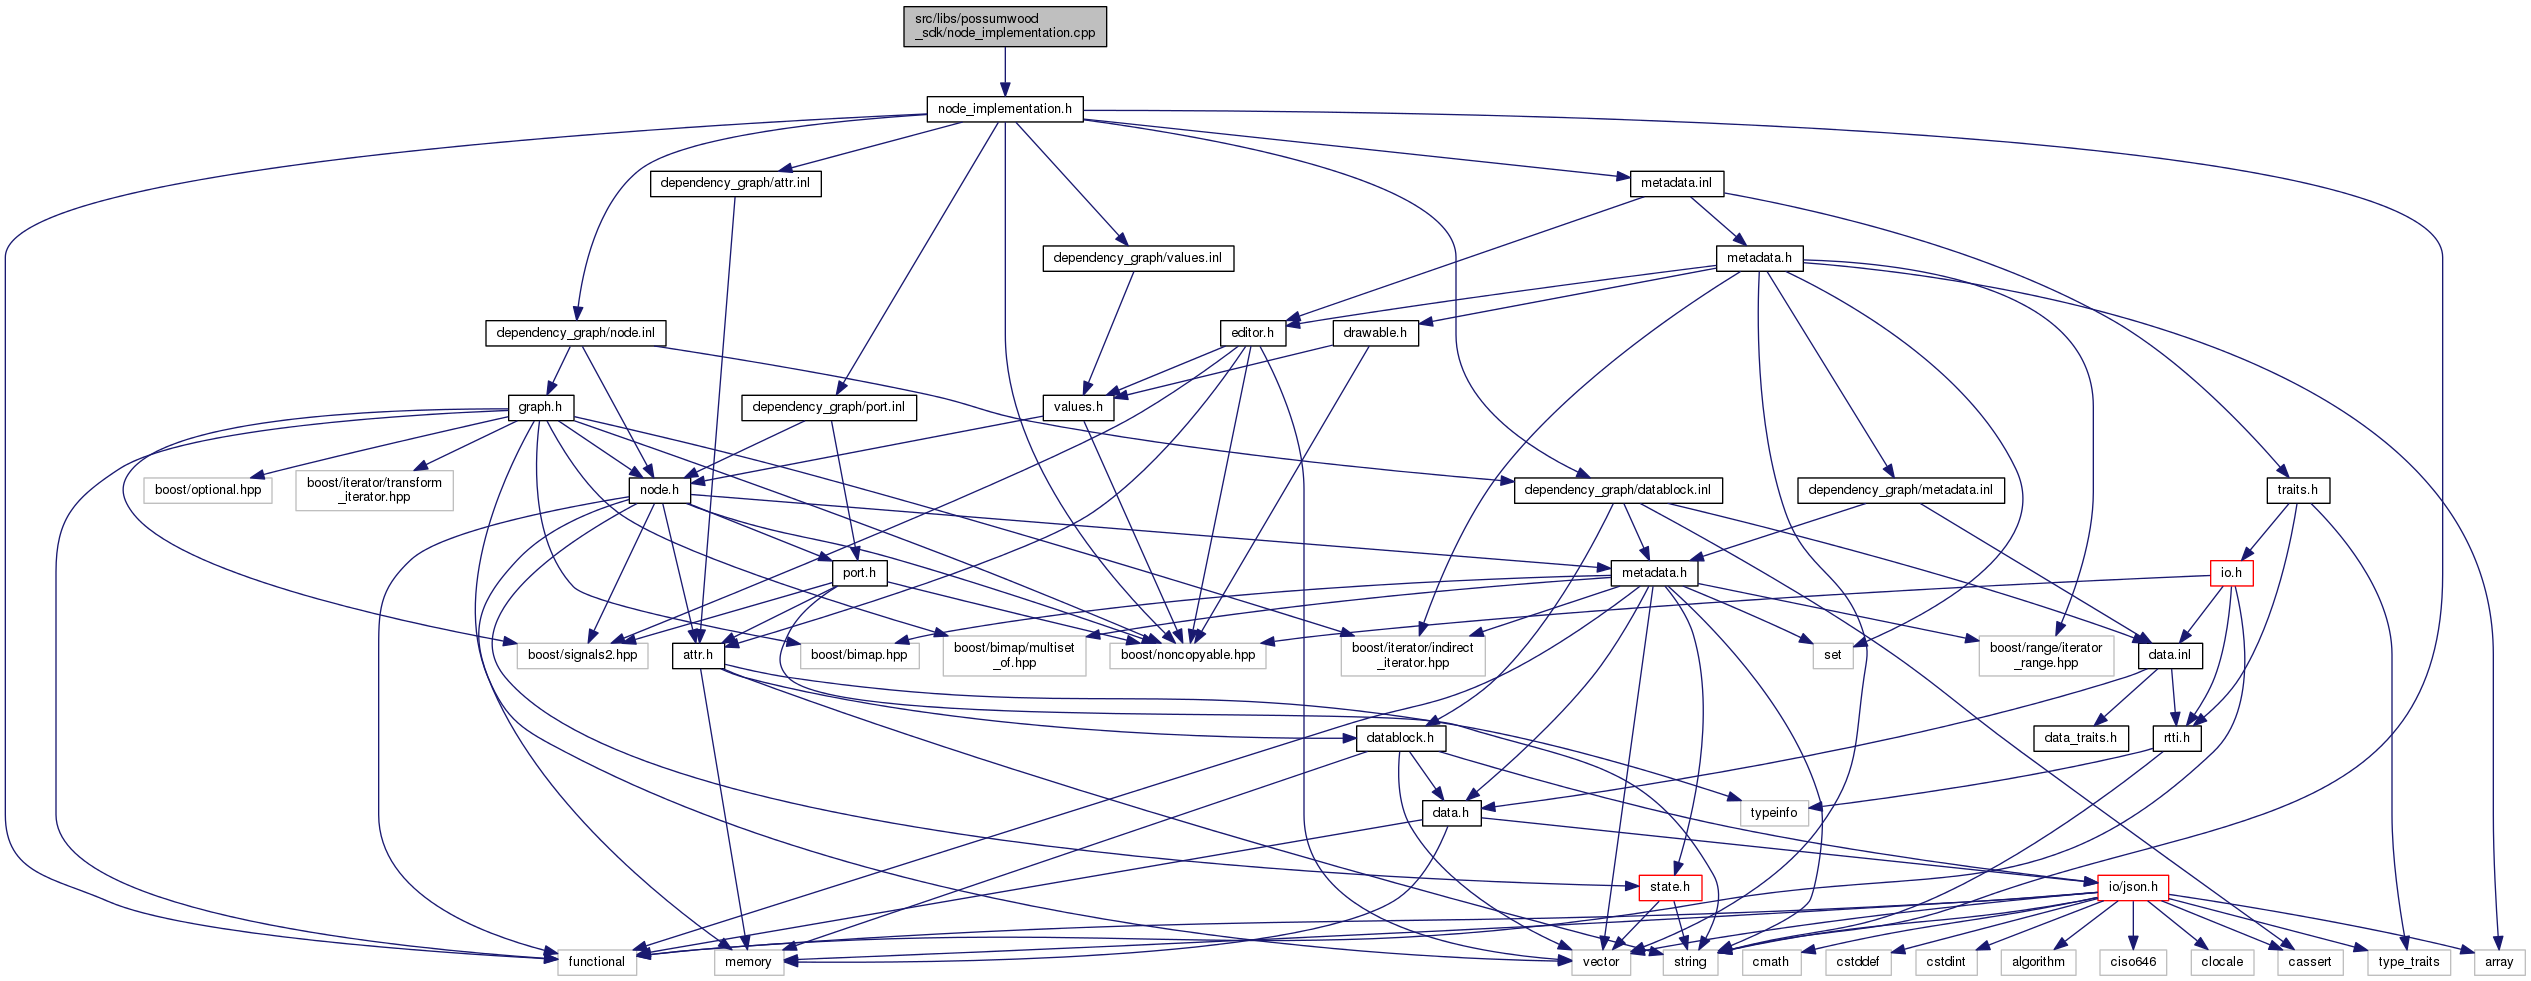 src/libs/possumwood
_sdk/node_implementation.cpp
node_implementation.h
dependency_graph/attr.inl
metadata.inl
dependency_graph/values.inl
metadata.h
dependency_graph/node.inl
editor.h
drawable.h
graph.h
dependency_graph/port.inl
values.h
boost/optional.hpp
boost/iterator/transform
_iterator.hpp
node.h
dependency_graph/datablock.inl
dependency_graph/metadata.inl
traits.h
port.h
metadata.h
io.h
boost/signals2.hpp
attr.h
boost/bimap.hpp
boost/bimap/multiset
_of.hpp
boost/noncopyable.hpp
boost/iterator/indirect
_iterator.hpp
set
boost/range/iterator
_range.hpp
data.inl
datablock.h
data_traits.h
rtti.h
data.h
typeinfo
state.h
io/json.h
functional
memory
vector
string
cmath
cstddef
cstdint
algorithm
ciso646
clocale
cassert
type_traits
array